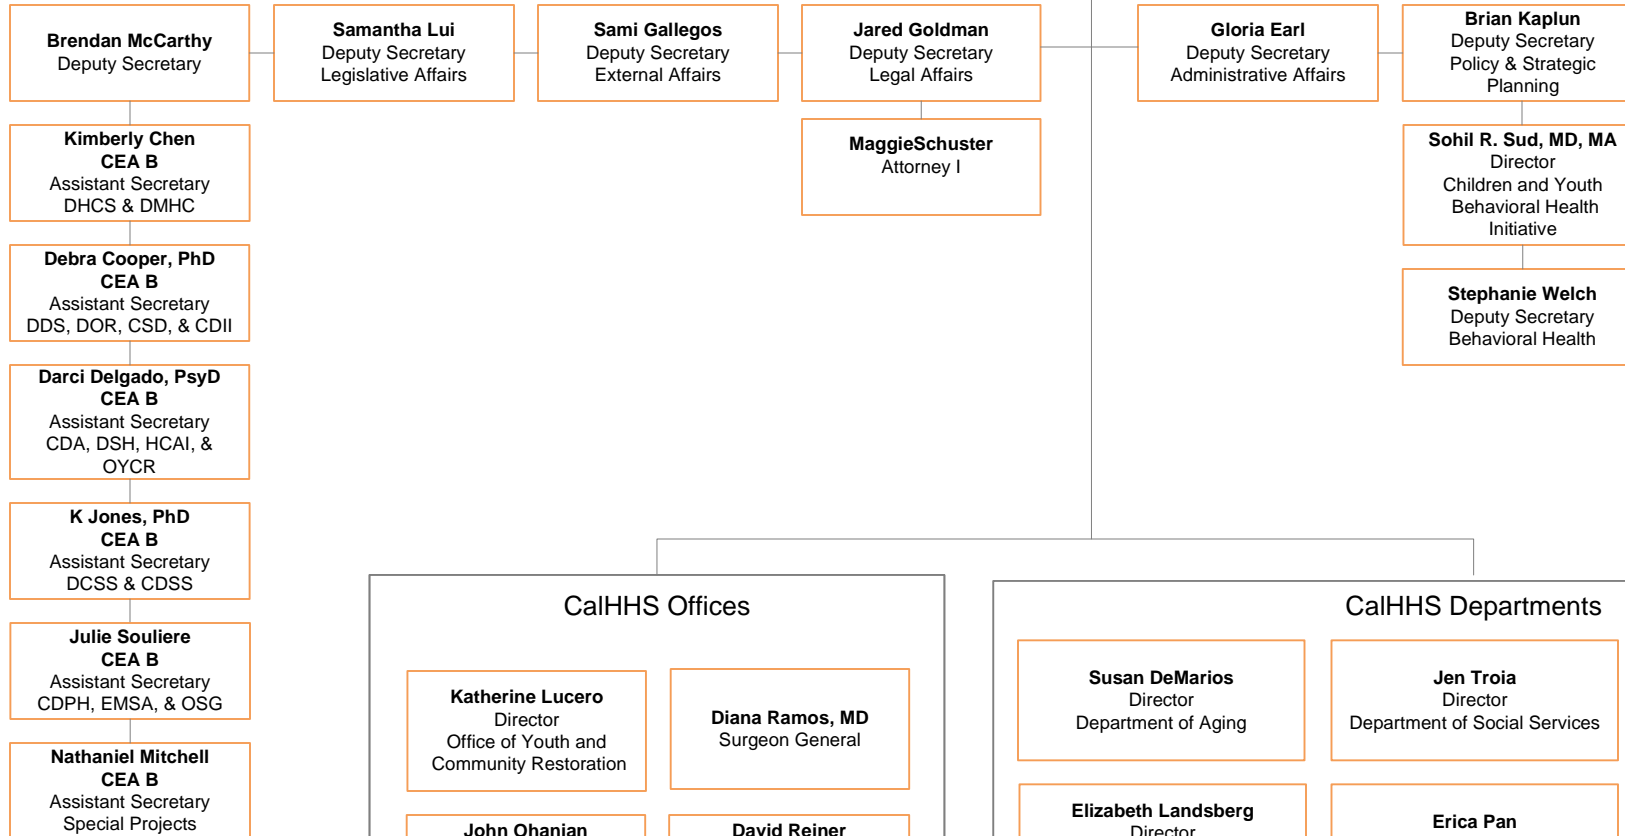 Brendan McCarthy
Deputy Secretary
Samantha Lui
Deputy Secretary
Legislative Affairs
Sami Gallegos
Deputy Secretary
External Affairs
Jared Goldman
Deputy Secretary
Legal Affairs
Gloria Earl
Deputy Secretary
Administrative Affairs
Brian Kaplun
Deputy Secretary
Policy & Strategic
Planning
Kimberly Chen
CEA B
Assistant Secretary
DHCS & DMHC
MaggieSchuster
Attorney I
Sohil R. Sud, MD, MA
Director
Children and Youth
Behavioral Health
Initiative
Debra Cooper, PhD
CEA B
Assistant Secretary
DDS, DOR, CSD, & CDII
Stephanie Welch
Deputy Secretary
Behavioral Health
Darci Delgado, PsyD
CEA B
Assistant Secretary
CDA, DSH, HCAI, &
OYCR
K Jones, PhD
CEA B
Assistant Secretary
DCSS & CDSS
Julie Souliere
CEA B
Assistant Secretary
CDPH, EMSA, & OSG
Nathaniel Mitchell
CEA B
Assistant Secretary
Special Projects
CalHHS Offices
Katherine Lucero
Director
Office of Youth and
Community Restoration
Diana Ramos, MD
Surgeon General
John Ohanian
David Reiner
CalHHS Departments
Susan DeMarios
Director
Department of Aging
Jen Troia
Director
Department of Social Services
Elizabeth Landsberg
Director
Erica Pan